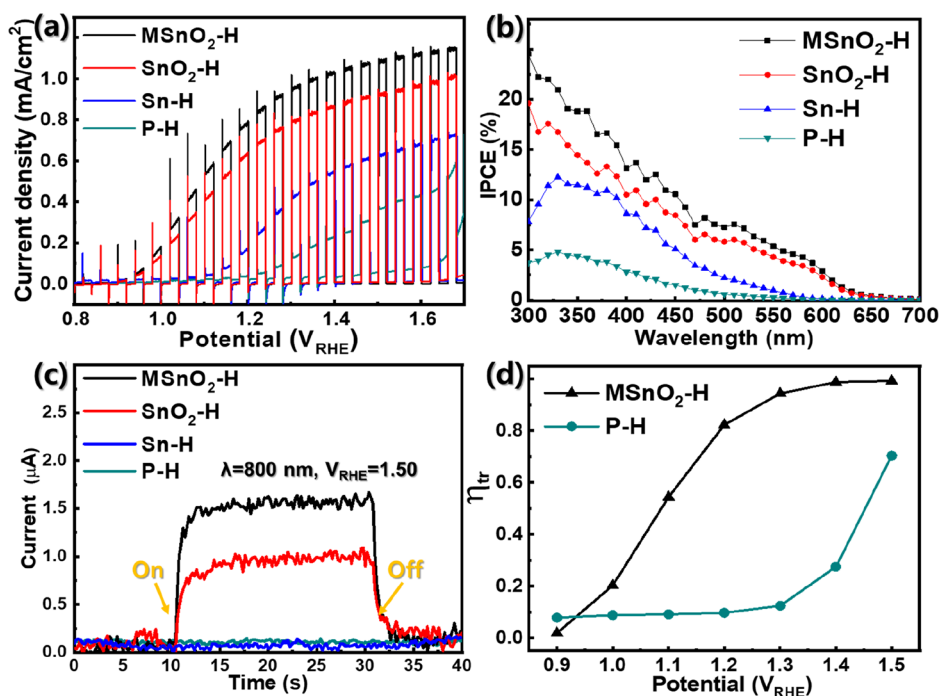 (a)
MSnO₂-H
SnO₂-H
Sn-H
P-H
Current density (mA/cm²)
1.0
0.8
0.6
0.4
0.2
0.0
0.8 1.0 1.2 1.4 1.6
Potential (V_RHE)
(b)
MSnO₂-H
SnO₂-H
Sn-H
P-H
IPCE (%)
20
15
10
5
0
300 350 400 450 500 550 600 650 700
Wavelength (nm)
(c)
MSnO₂-H
SnO₂-H
Sn-H
P-H
λ=800 nm, V_RHE=1.50
On
Off
Current (μA)
2.5
2.0
1.5
1.0
0.5
0.0
0 5 10 15 20 25 30 35 40
Time (s)
(d)
MSnO₂-H
P-H
η_tr
0.8
0.6
0.4
0.2
0.0
0.9 1.0 1.1 1.2 1.3 1.4 1.5
Potential (V_RHE)